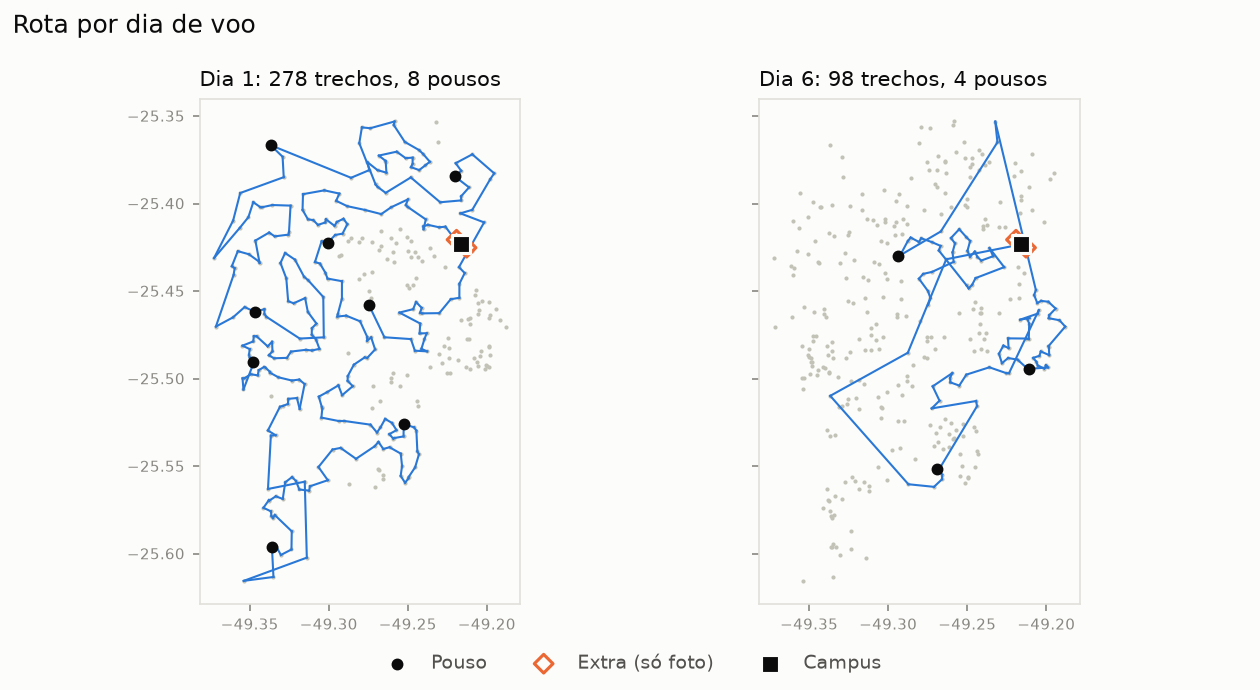 Rota por dia de voo
Dia 1: 278 trechos, 8 pousos
Dia 6: 98 trechos, 4 pousos
−25.35
−25.40
−25.45
−25.50
−25.55
−25.60
−49.35 −49.30 −49.25 −49.20
−49.35 −49.30 −49.25 −49.20
Pouso Extra (só foto) Campus